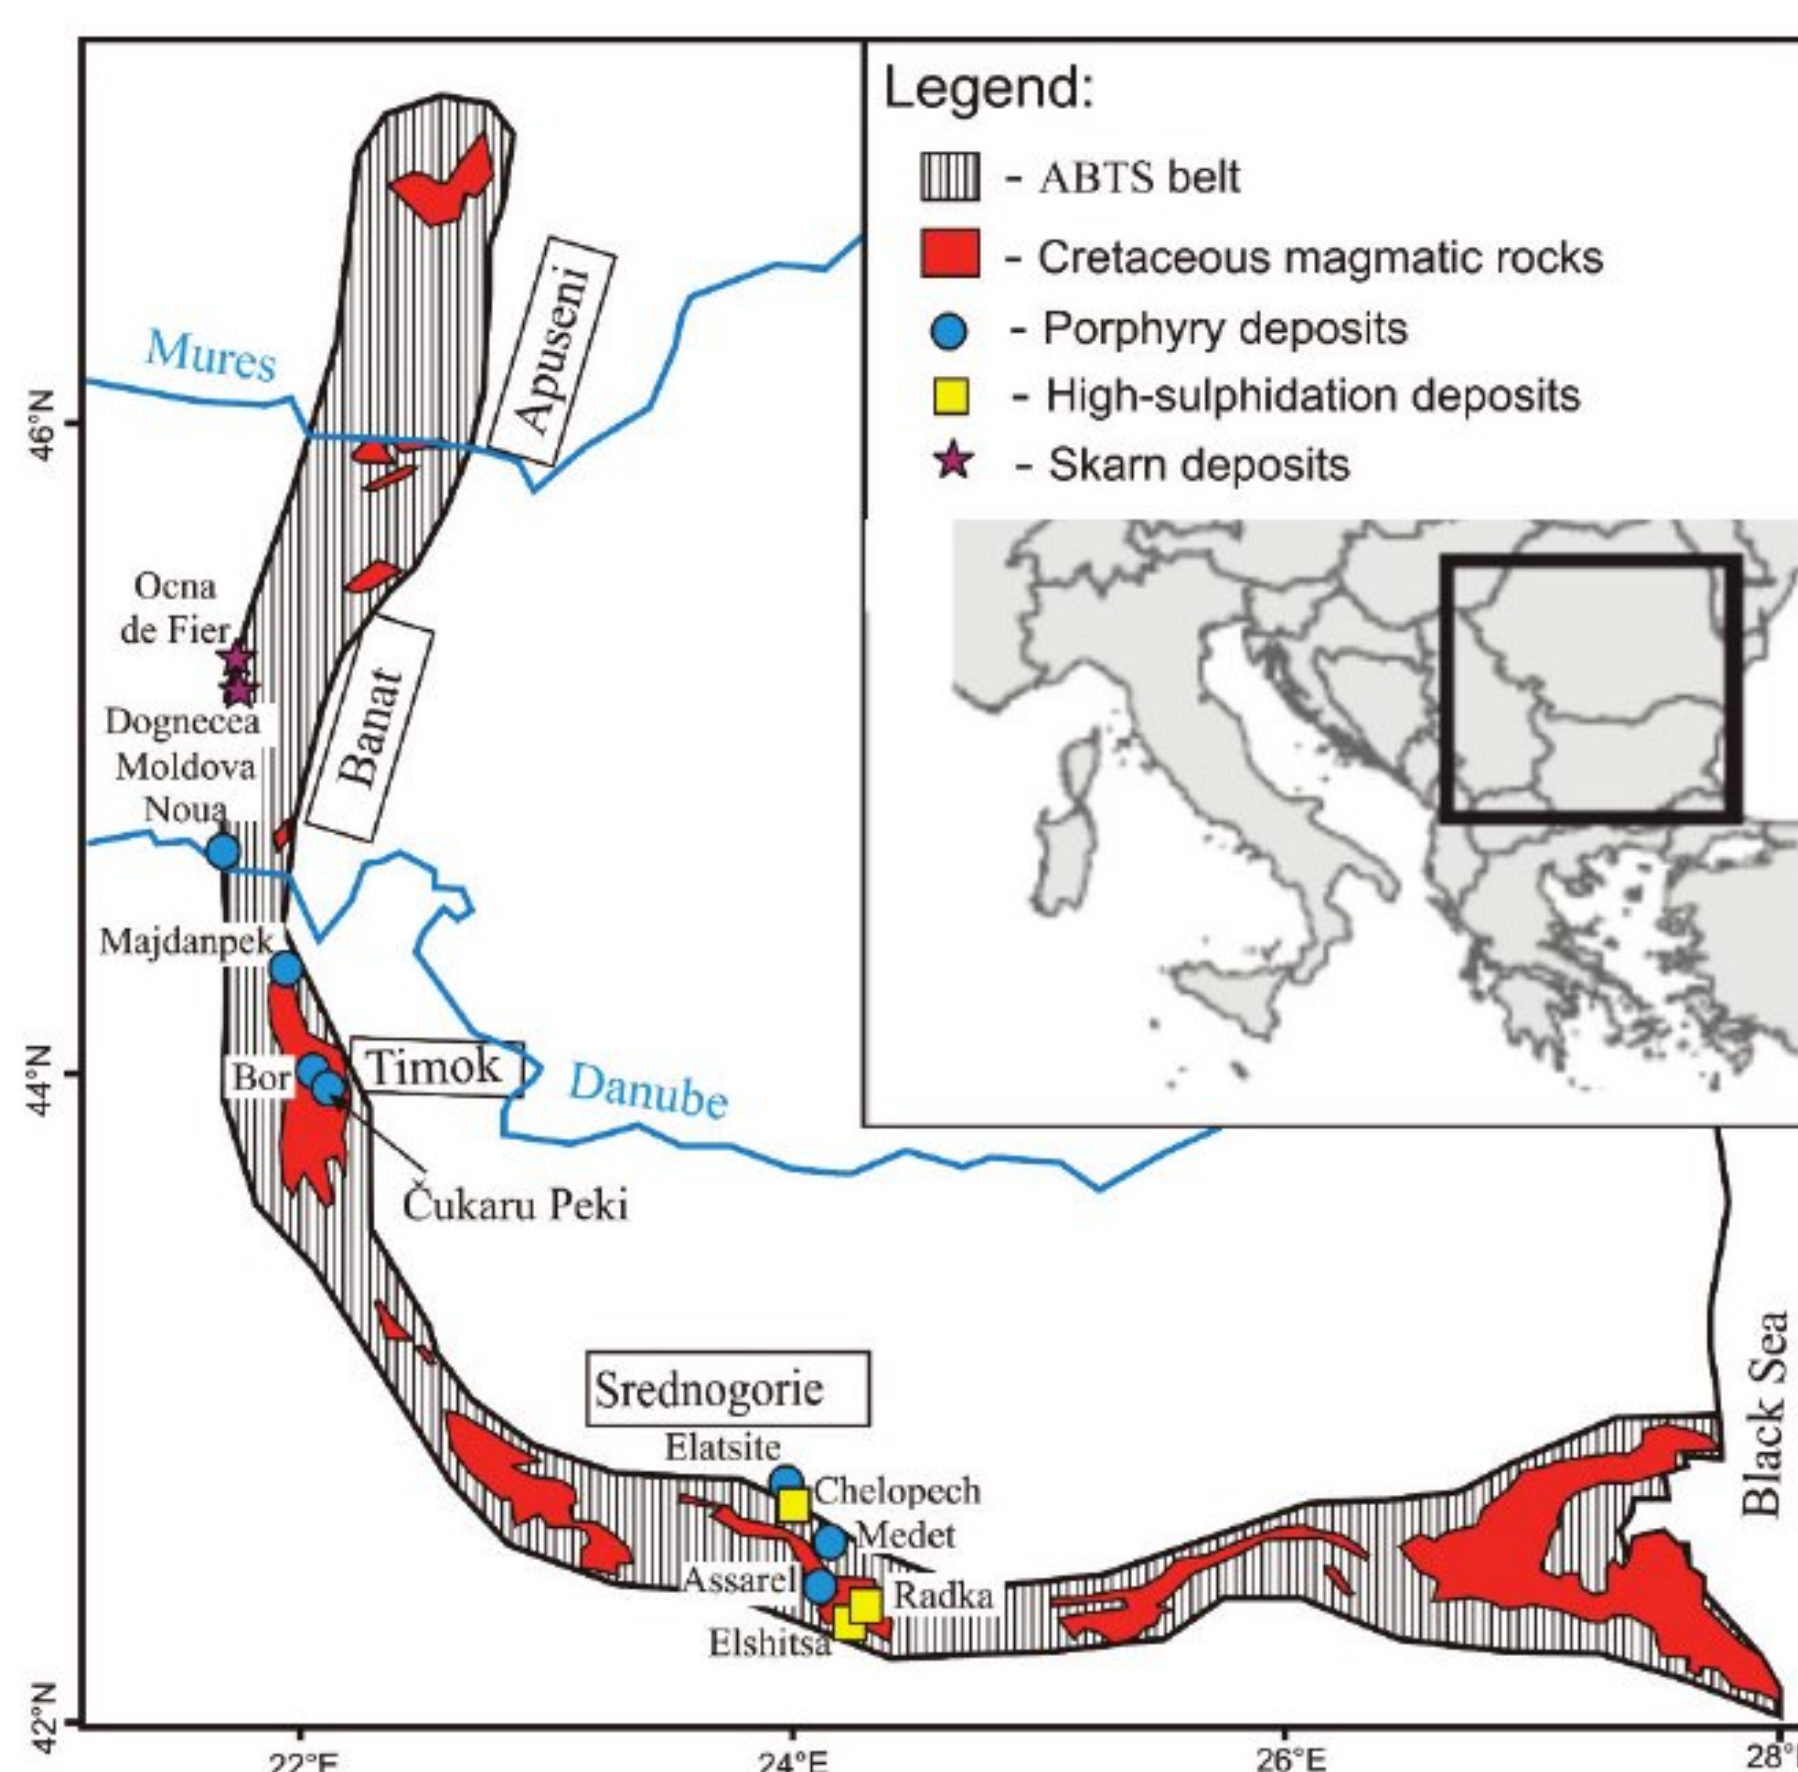 Legend:
- ABTS belt
- Cretaceous magmatic rocks
- Porphyry deposits
- High-sulphidation deposits
- Skarn deposits
Apuseni
Mures
46°N
Ocna
de Fier
Dognecea
Moldova
Noua
Banat
Majdanpek
44°N
Bor
Timok
Danube
Čukaru Peki
Srednogorie
Elatsite
Chelopech
Medet
Assarel
Radka
Elshitsa
Black Sea
42°N
22°E
24°E
26°E
28°